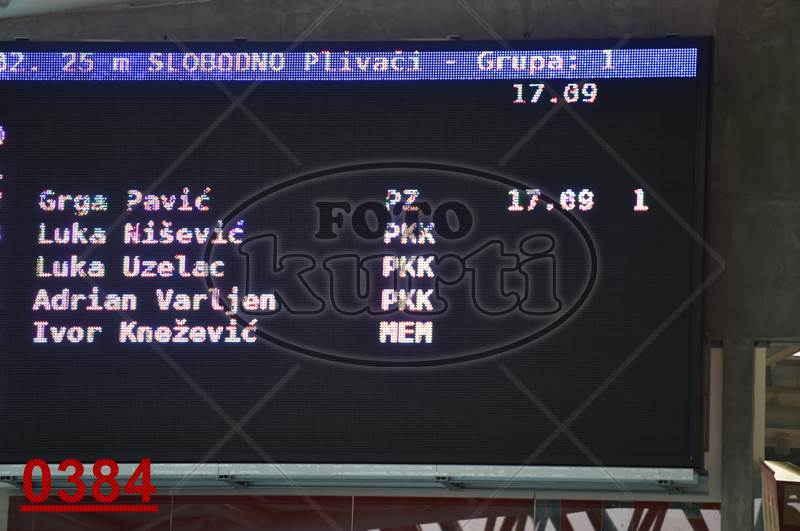 02. 25 m SLOBODNO Plivači - Grupa: 1
17.09
Grga Pavić PZ 17.09 1
Luka Nišević PKK
Luka Uzelac PKK
Adrian Varljen PKK
Ivor Knežević MEM
FOTO
kurti
0384